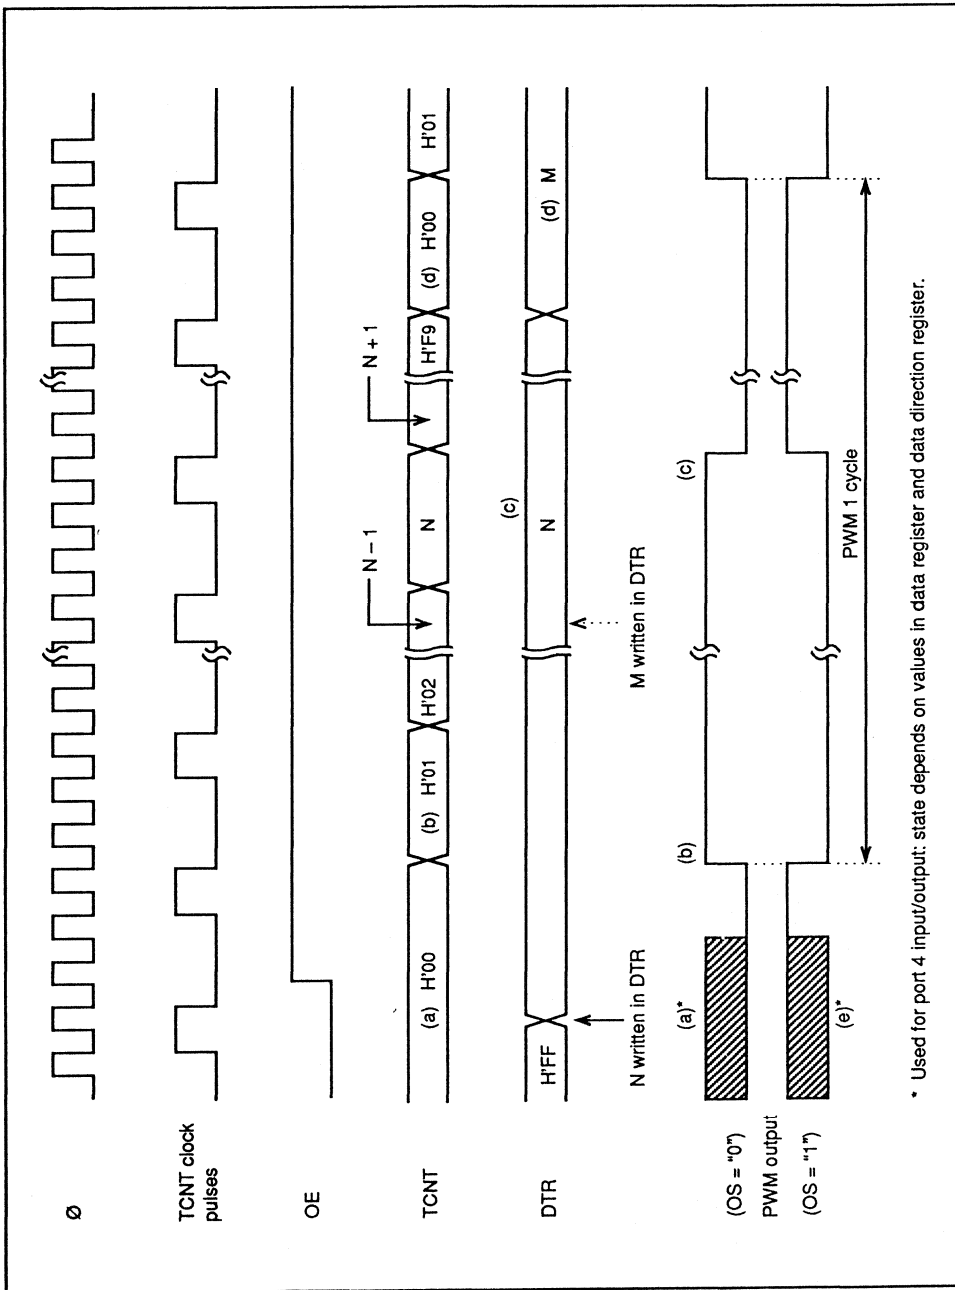 Ø
TCNT clock
pulses
OE
N – 1
N + 1
TCNT
(a) H'00
(b) H'01
H'02
N
H'F9
(d) H'00
H'01
(c)
DTR
H'FF
N
(d) M
N written in DTR
M written in DTR
(a)*
(b)
(c)
(OS = "0")
PWM output
(OS = "1")
(e)*
PWM 1 cycle
* Used for port 4 input/output: state depends on values in data register and data direction register.